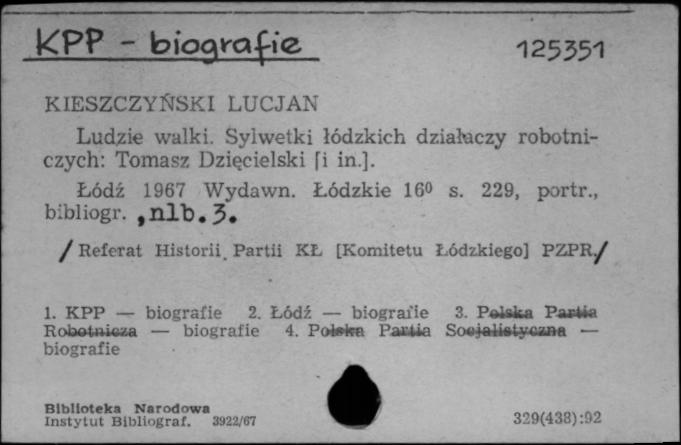 KPP - biografie 125351
KIESZCZYŃSKI LUCJAN
Ludzie walki. Sylwetki łódzkich działaczy robotni-
czych: Tomasz Dzięcielski [i in.].
Łódź 1967 Wydawn. Łódzkie 16⁰ s. 229, portr.,
bibliogr. , nlb. 3.
/ Referat Historii Partii KŁ [Komitetu Łódzkiego] PZPR. /
1. KPP — biografie 2. Łódź — biografie 3. Polska Partia
Robotnicza — biografie 4. Polska Partia Socjalistyczna —
biografie
Biblioteka Narodowa
Instytut Bibliograf. 3922/67 329(438):92